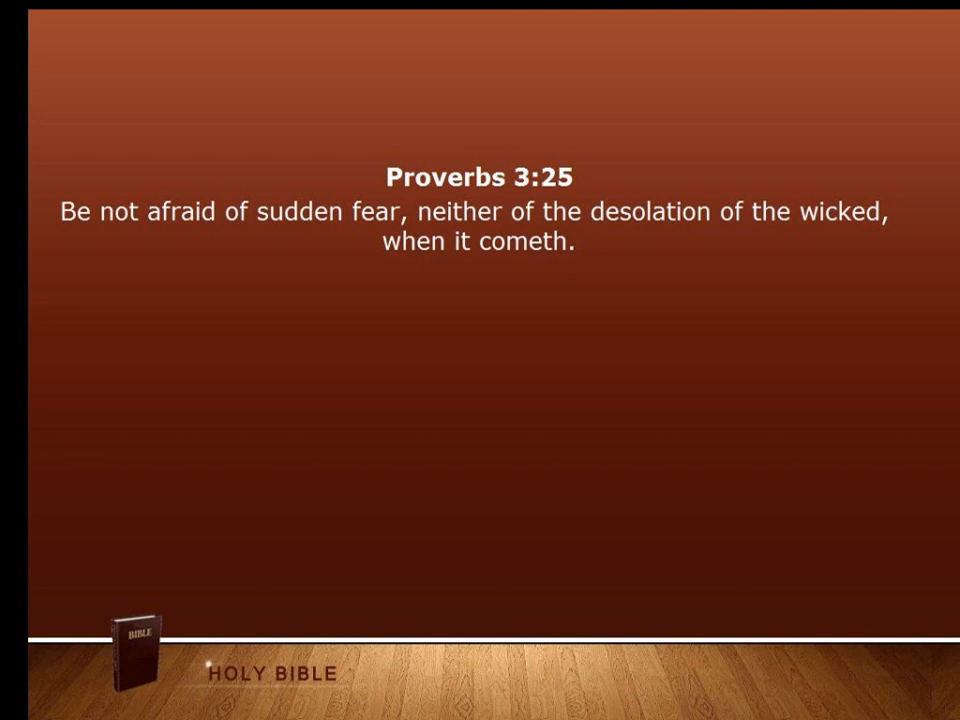 Proverbs 3:25
Be not afraid of sudden fear, neither of the desolation of the wicked,
when it cometh.
BIBLE
HOLY BIBLE